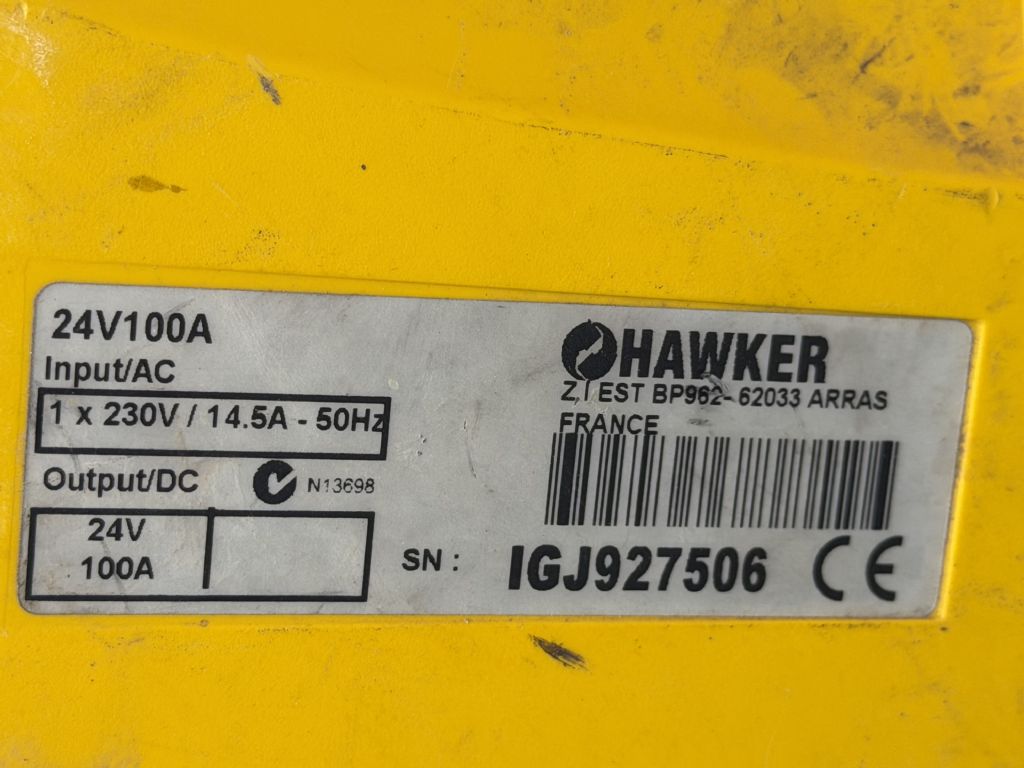 24V100A
Input/AC
1 x 230V / 14.5A - 50Hz
Output/DC
N13698
24V
100A
HAWKER
Z.I EST BP962- 62033 ARRAS
FRANCE
SN : IGJ927506 CE